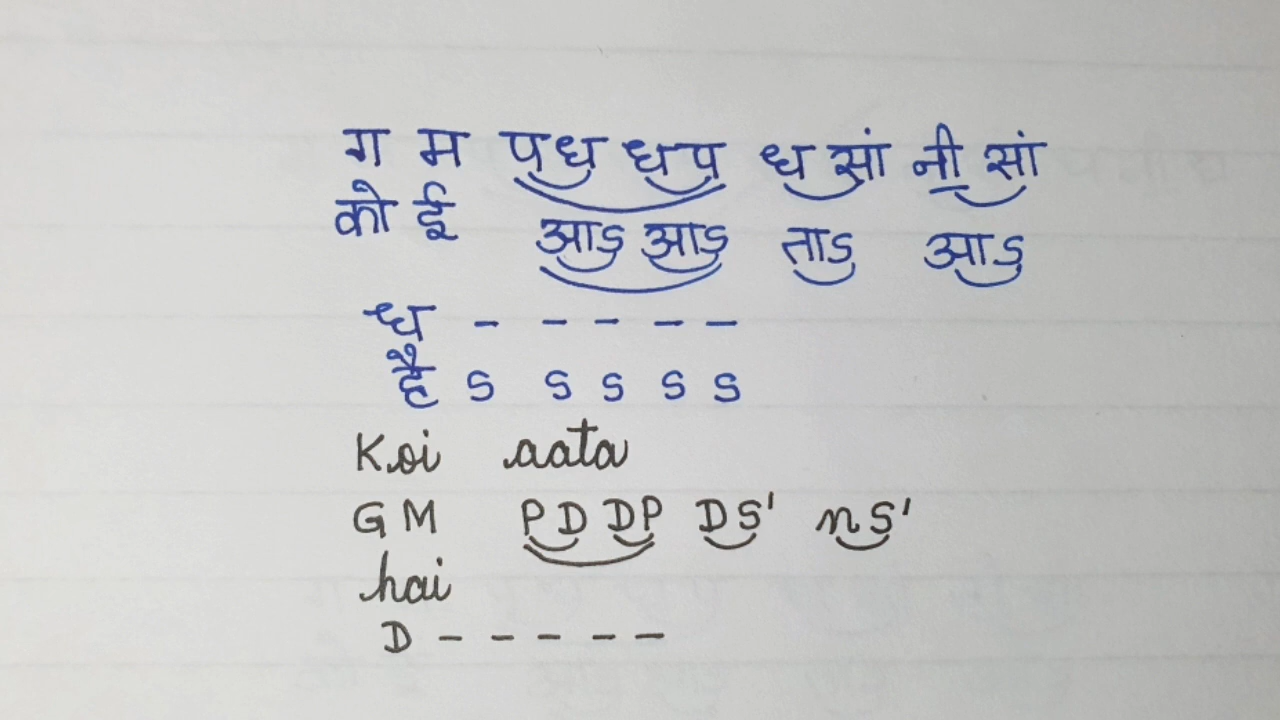 ग म पध धप ध सां नी॒ सां
को ई आऽ आऽ ताऽ आऽ
ध - - - - -
है ऽ ऽ ऽ ऽ ऽ
Koi aata
G M PD DP DS' nS'
hai
D - - - - -